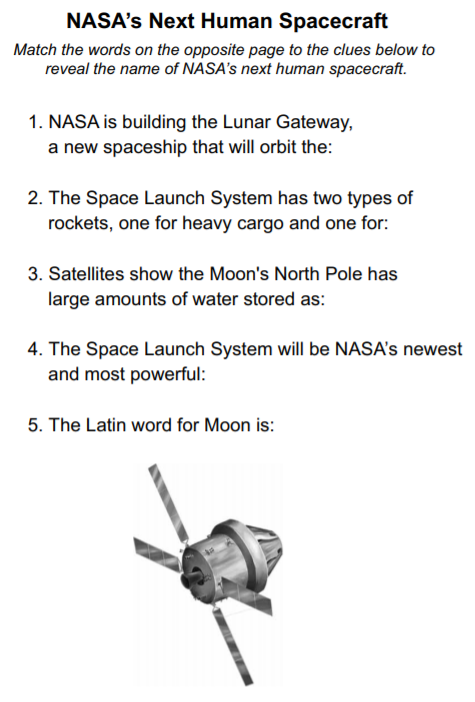 NASA’s Next Human Spacecraft
Match the words on the opposite page to the clues below to
reveal the name of NASA’s next human spacecraft.
1. NASA is building the Lunar Gateway,
a new spaceship that will orbit the:
2. The Space Launch System has two types of
rockets, one for heavy cargo and one for:
3. Satellites show the Moon's North Pole has
large amounts of water stored as:
4. The Space Launch System will be NASA’s newest
and most powerful:
5. The Latin word for Moon is: